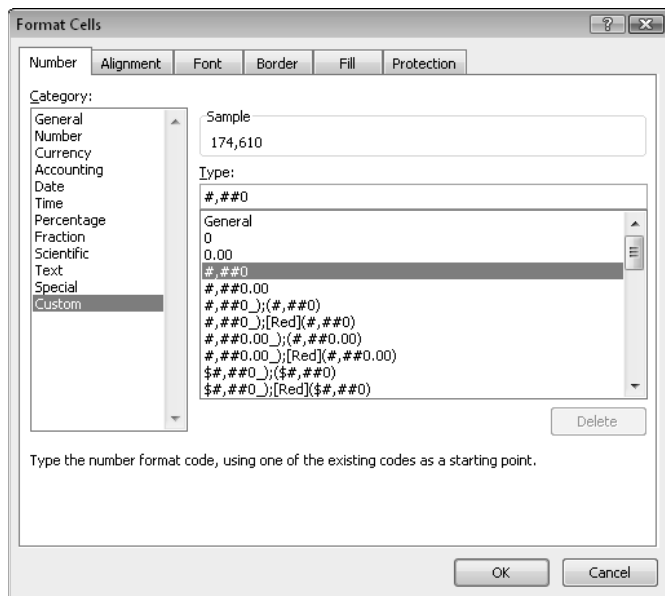 Format Cells
Number
Alignment
Font
Border
Fill
Protection
Category:
General
Number
Currency
Accounting
Date
Time
Percentage
Fraction
Scientific
Text
Special
Custom
Sample
174,610
Type:
#,##0
General
0
0.00
#,##0
#,##0.00
#,##0_);(#,##0)
#,##0_);[Red](#,##0)
#,##0.00_);(#,##0.00)
#,##0.00_);[Red](#,##0.00)
$#,##0_);($#,##0)
$#,##0_);[Red]($#,##0)
Delete
Type the number format code, using one of the existing codes as a starting point.
OK
Cancel